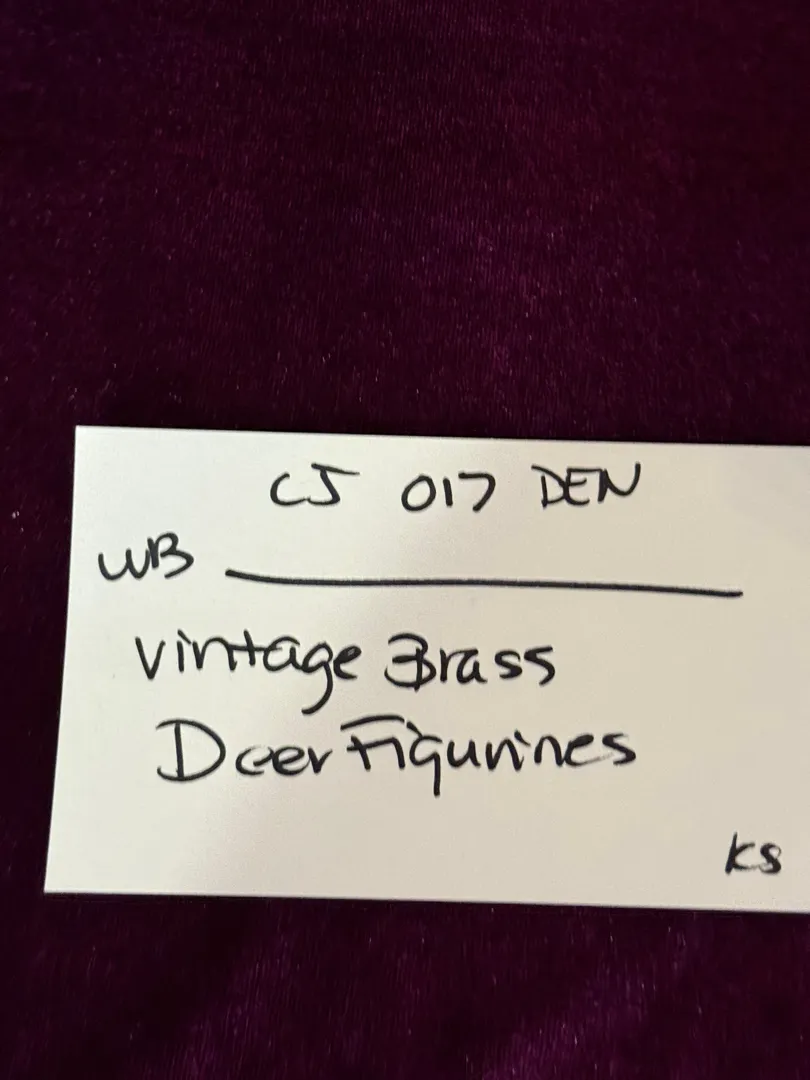 CJ 017 DEN
WB
vintage Brass
Deer Figurines
KS